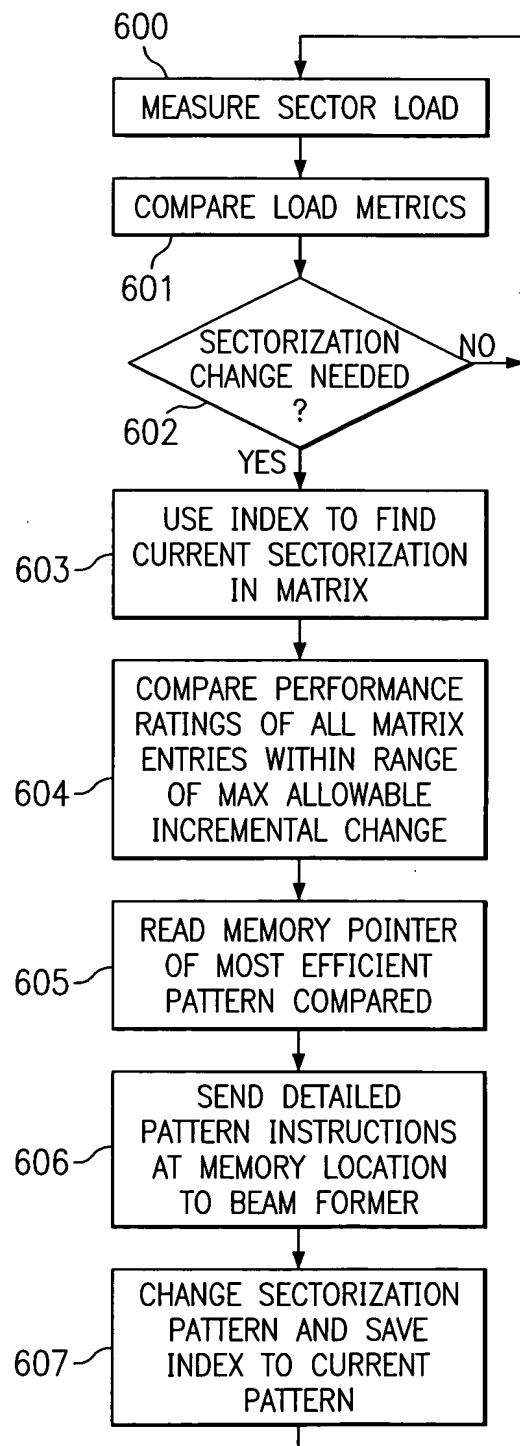 600
MEASURE SECTOR LOAD
COMPARE LOAD METRICS
601
SECTORIZATION
CHANGE NEEDED
?
NO
602
YES
USE INDEX TO FIND
CURRENT SECTORIZATION
IN MATRIX
603
COMPARE PERFORMANCE
RATINGS OF ALL MATRIX
ENTRIES WITHIN RANGE
OF MAX ALLOWABLE
INCREMENTAL CHANGE
604
READ MEMORY POINTER
OF MOST EFFICIENT
PATTERN COMPARED
605
SEND DETAILED
PATTERN INSTRUCTIONS
AT MEMORY LOCATION
TO BEAM FORMER
606
CHANGE SECTORIZATION
PATTERN AND SAVE
INDEX TO CURRENT
PATTERN
607